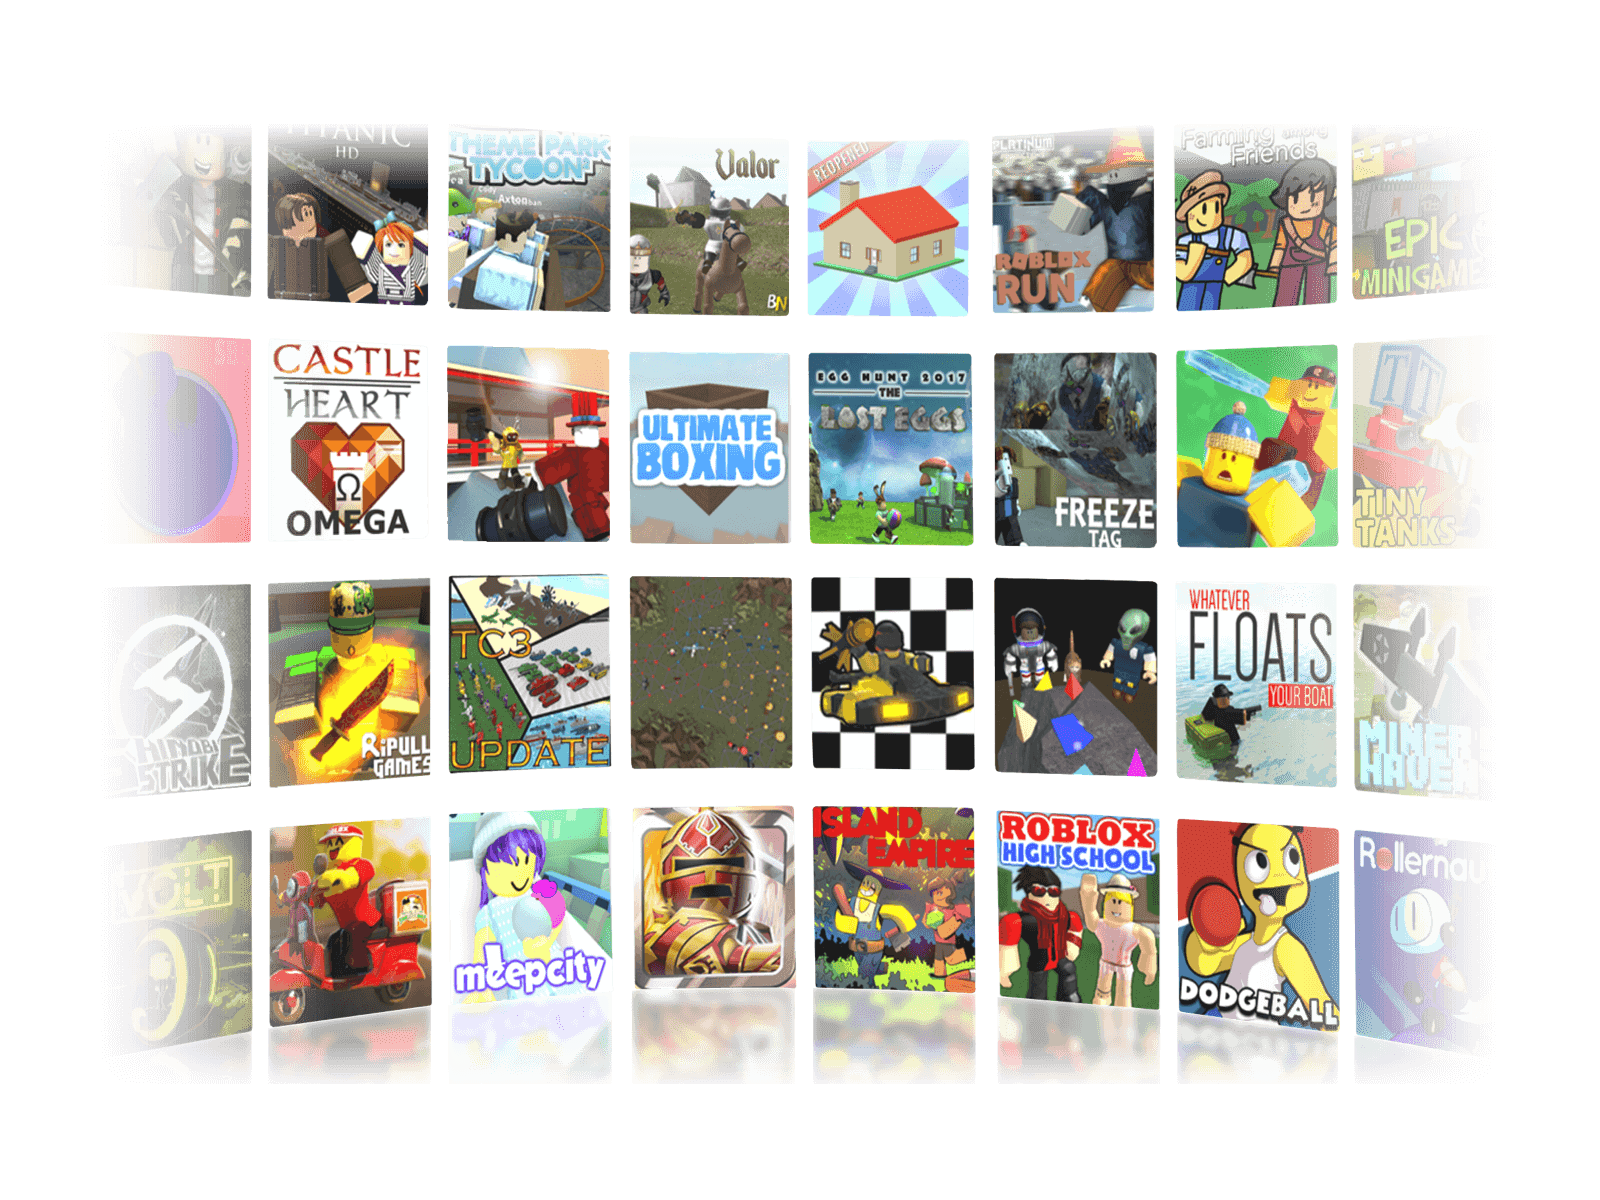 TITANIC
HD
THEME PARK
TYCOON 2
Axton
Valor
BN
REOPENED
PLATINUM
ROBLOX
RUN
Farming among
Friends
EPIC
MINIGAMES
CASTLE
HEART
Ω
OMEGA
ULTIMATE
BOXING
EGG HUNT 2017
THE
LOST EGGS
FREEZE
TAG
TT
TINY
TANKS
SHINOBI
STRIKE
RiPULL
GAMES
TC3
UPDATE
WHATEVER
FLOATS
YOUR BOAT
MINER
HAVEN
VOLT
meepcity
ISLAND
EMPIRE
ROBLOX
HIGH SCHOOL
DODGEBALL
Rollernau